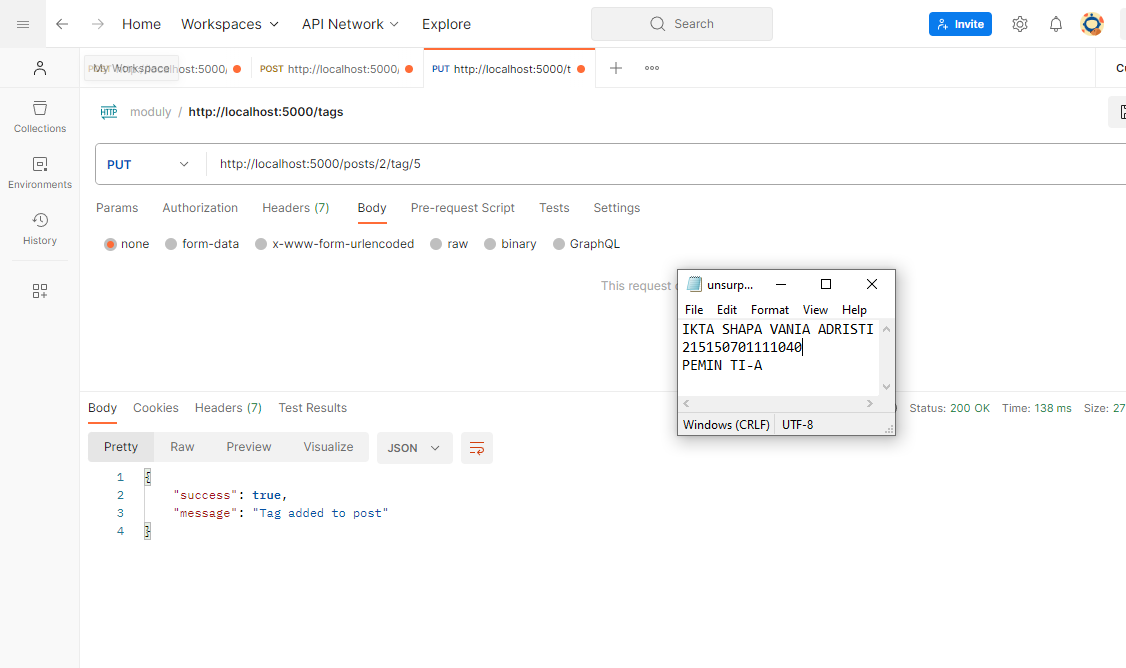 Home Workspaces API Network Explore Search Invite
My Workspace host:5000/ POST http://localhost:5000/ PUT http://localhost:5000/t
HTTP moduly / http://localhost:5000/tags
Collections
PUT http://localhost:5000/posts/2/tag/5
Environments
Params Authorization Headers (7) Body Pre-request Script Tests Settings
History
none form-data x-www-form-urlencoded raw binary GraphQL
This request
unsurp...
File Edit Format View Help
IKTA SHAPA VANIA ADRISTI
215150701111040
PEMIN TI-A
Windows (CRLF) UTF-8
Body Cookies Headers (7) Test Results Status: 200 OK Time: 138 ms Size: 27
Pretty Raw Preview Visualize JSON
1 {
2 "success": true,
3 "message": "Tag added to post"
4 }